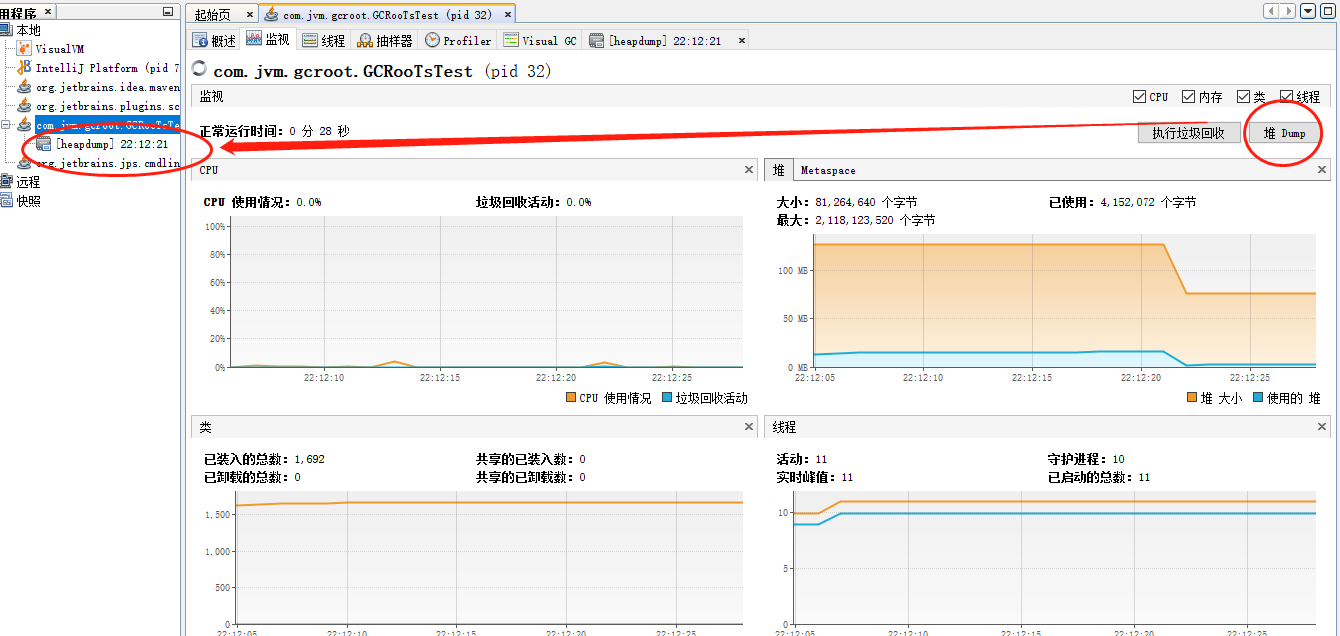 用程序
本地
VisualVM
IntelliJ Platform (pid 7
org.jetbrains.idea.maven
org.jetbrains.plugins.sc
com.jvm.gcroot.GCRooTsTe
[heapdump] 22:12:21
org.jetbrains.jps.cmdlin
远程
快照
起始页
com.jvm.gcroot.GCRooTsTest (pid 32)
概述 监视 线程 抽样器 Profiler Visual GC [heapdump] 22:12:21
com.jvm.gcroot.GCRooTsTest (pid 32)
监视
CPU 内存 类 线程
正常运行时间: 0 分 28 秒
执行垃圾回收 堆 Dump
CPU
CPU 使用情况: 0.0% 垃圾回收活动: 0.0%
100%
80%
60%
40%
20%
0%
22:12:10 22:12:15 22:12:20 22:12:25
CPU 使用情况 垃圾回收活动
堆 Metaspace
大小: 81,264,640 个字节 已使用: 4,152,072 个字节
最大: 2,118,123,520 个字节
100 MB
50 MB
0 MB
22:12:05 22:12:10 22:12:15 22:12:20 22:12:25
堆 大小 使用的 堆
类
已装入的总数: 1,692 共享的已装入数: 0
已卸载的总数: 0 共享的已卸载数: 0
1,500
1,000
500
0
22:12:05 22:12:10 22:12:15 22:12:20 22:12:25
线程
活动: 11 守护进程: 10
实时峰值: 11 已启动的总数: 11
10
5
0
22:12:05 22:12:10 22:12:15 22:12:20 22:12:25